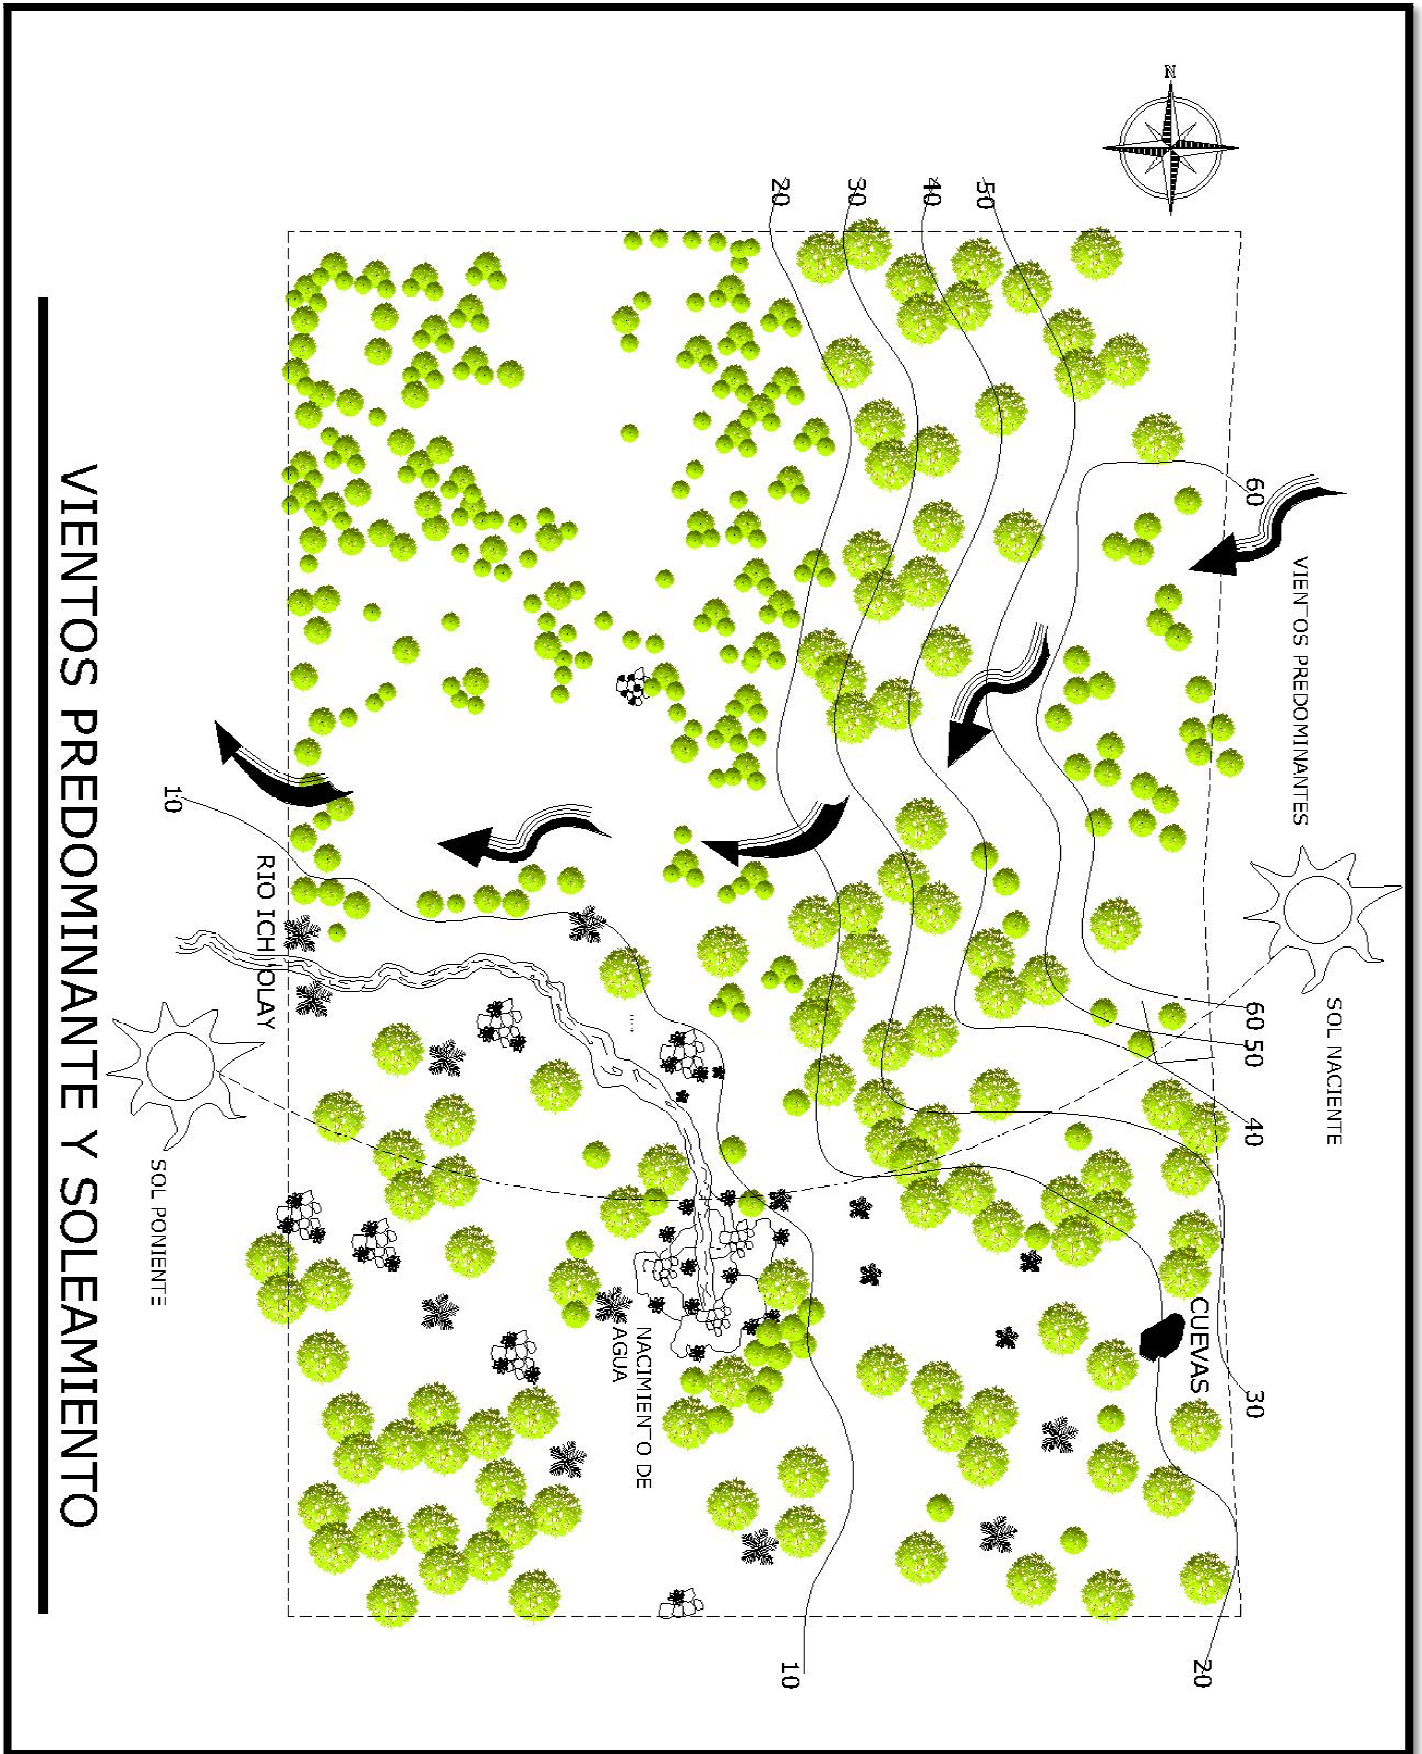 N
20
30
40
50
60
VIENTOS PREDOMINANTES
SOL NACIENTE
60
50
40
30
20
10
CUEVAS
NACIMIENTO DE
AGUA
10
RIO ICHOLAY
SOL PONIENTE
VIENTOS PREDOMINANTE Y SOLEAMIENTO